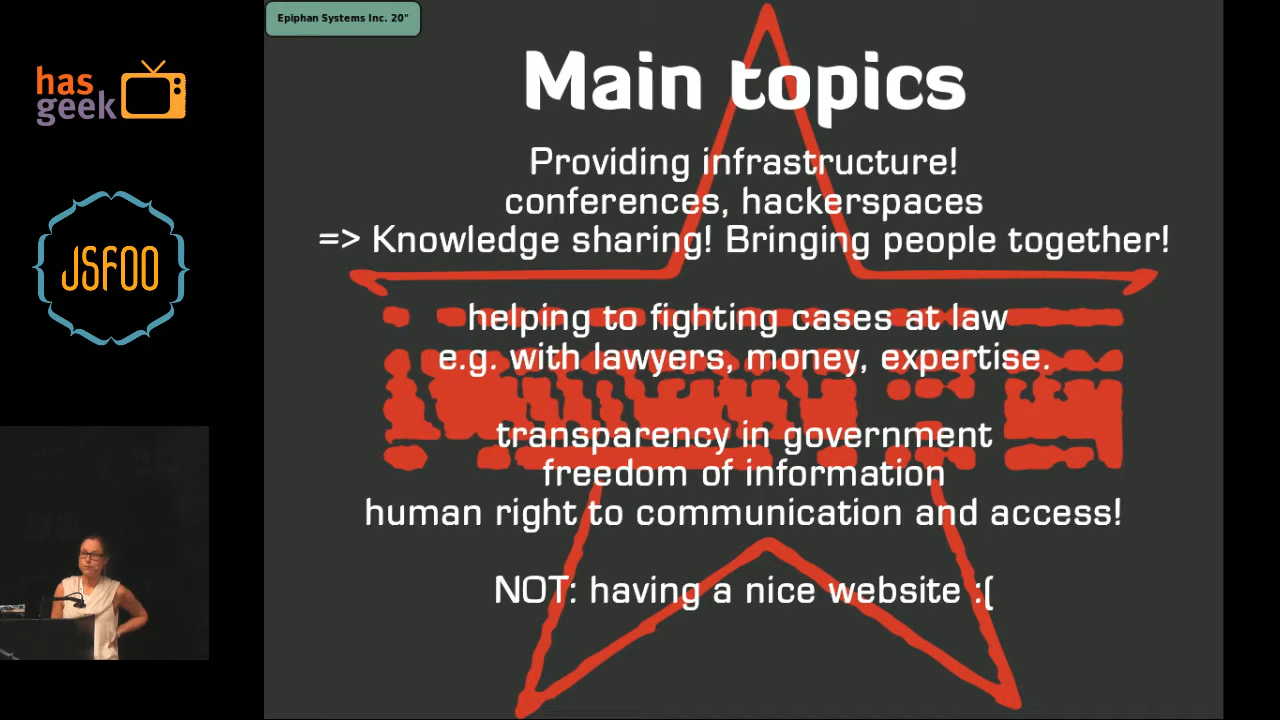 Epiphan Systems Inc. 20"
has
geek
JSFOO
Main topics
Providing infrastructure!
conferences, hackerspaces
=> Knowledge sharing! Bringing people together!
helping to fighting cases at law
e.g. with lawyers, money, expertise.
transparency in government
freedom of information
human right to communication and access!
NOT: having a nice website :(